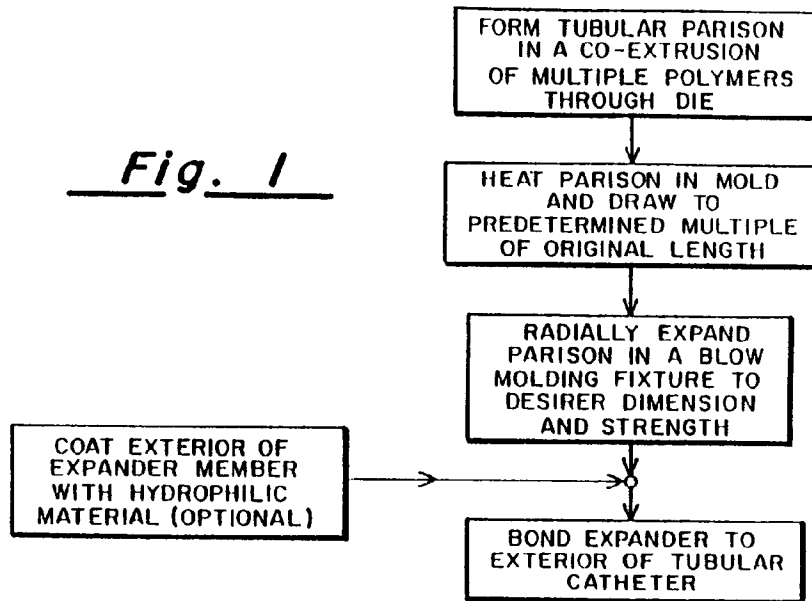 FORM TUBULAR PARISON
IN A CO-EXTRUSION
OF MULTIPLE POLYMERS
THROUGH DIE
Fig. 1
HEAT PARISON IN MOLD
AND DRAW TO
PREDETERMINED MULTIPLE
OF ORIGINAL LENGTH
RADIALLY EXPAND
PARISON IN A BLOW
MOLDING FIXTURE TO
DESIRER DIMENSION
AND STRENGTH
COAT EXTERIOR OF
EXPANDER MEMBER
WITH HYDROPHILIC
MATERIAL (OPTIONAL)
BOND EXPANDER TO
EXTERIOR OF TUBULAR
CATHETER